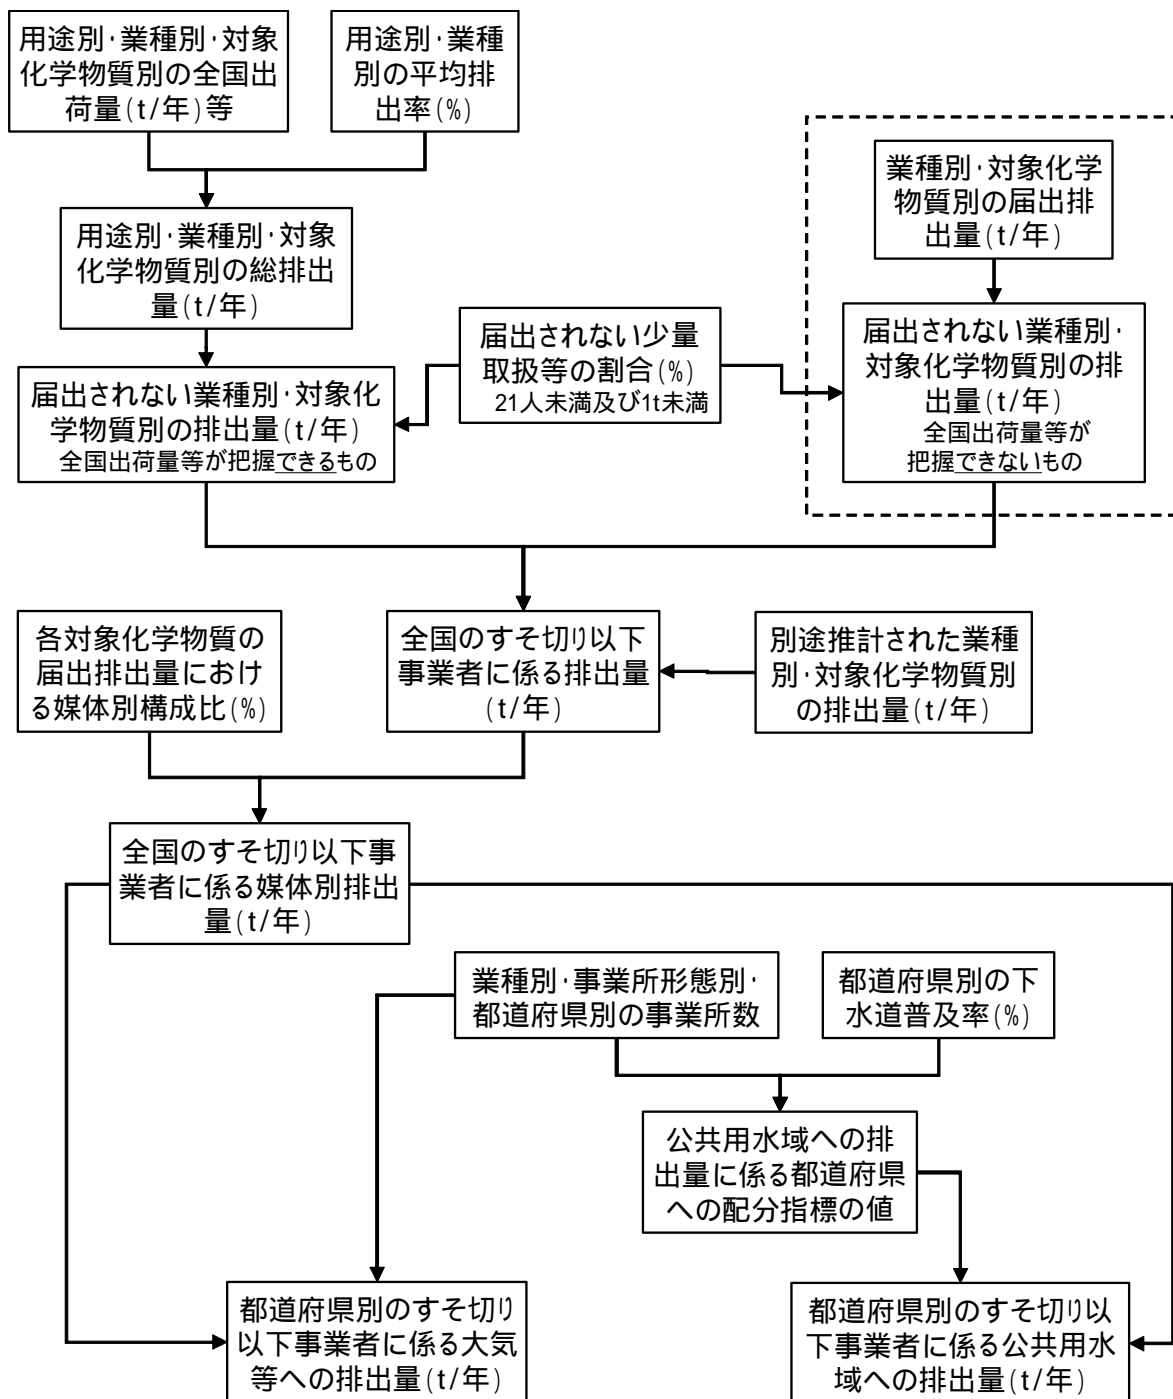 用途別・業種別・対象
化学物質別の全国出
荷量(t/年)等
用途別・業種
別の平均排
出率(%)
業種別・対象化学
物質別の届出排
出量(t/年)
用途別・業種別・対象
化学物質別の総排出
量(t/年)
届出されない少量
取扱等の割合(%)
21人未満及び1t未満
届出されない業種別・
対象化学物質別の排
出量(t/年)
全国出荷量等が
把握できないもの
届出されない業種別・対象化
学物質別の排出量(t/年)
全国出荷量等が把握できるもの
各対象化学物質の
届出排出量におけ
る媒体別構成比(%)
全国のすそ切り以下
事業者に係る排出量
(t/年)
別途推計された業種
別・対象化学物質別
の排出量(t/年)
全国のすそ切り以下事
業者に係る媒体別排出
量(t/年)
業種別・事業所形態別・
都道府県別の事業所数
都道府県別の下
水道普及率(%)
公共用水域への排
出量に係る都道府県
への配分指標の値
都道府県別のすそ切り
以下事業者に係る大気
等への排出量(t/年)
都道府県別のすそ切り以
下事業者に係る公共用水
域への排出量(t/年)